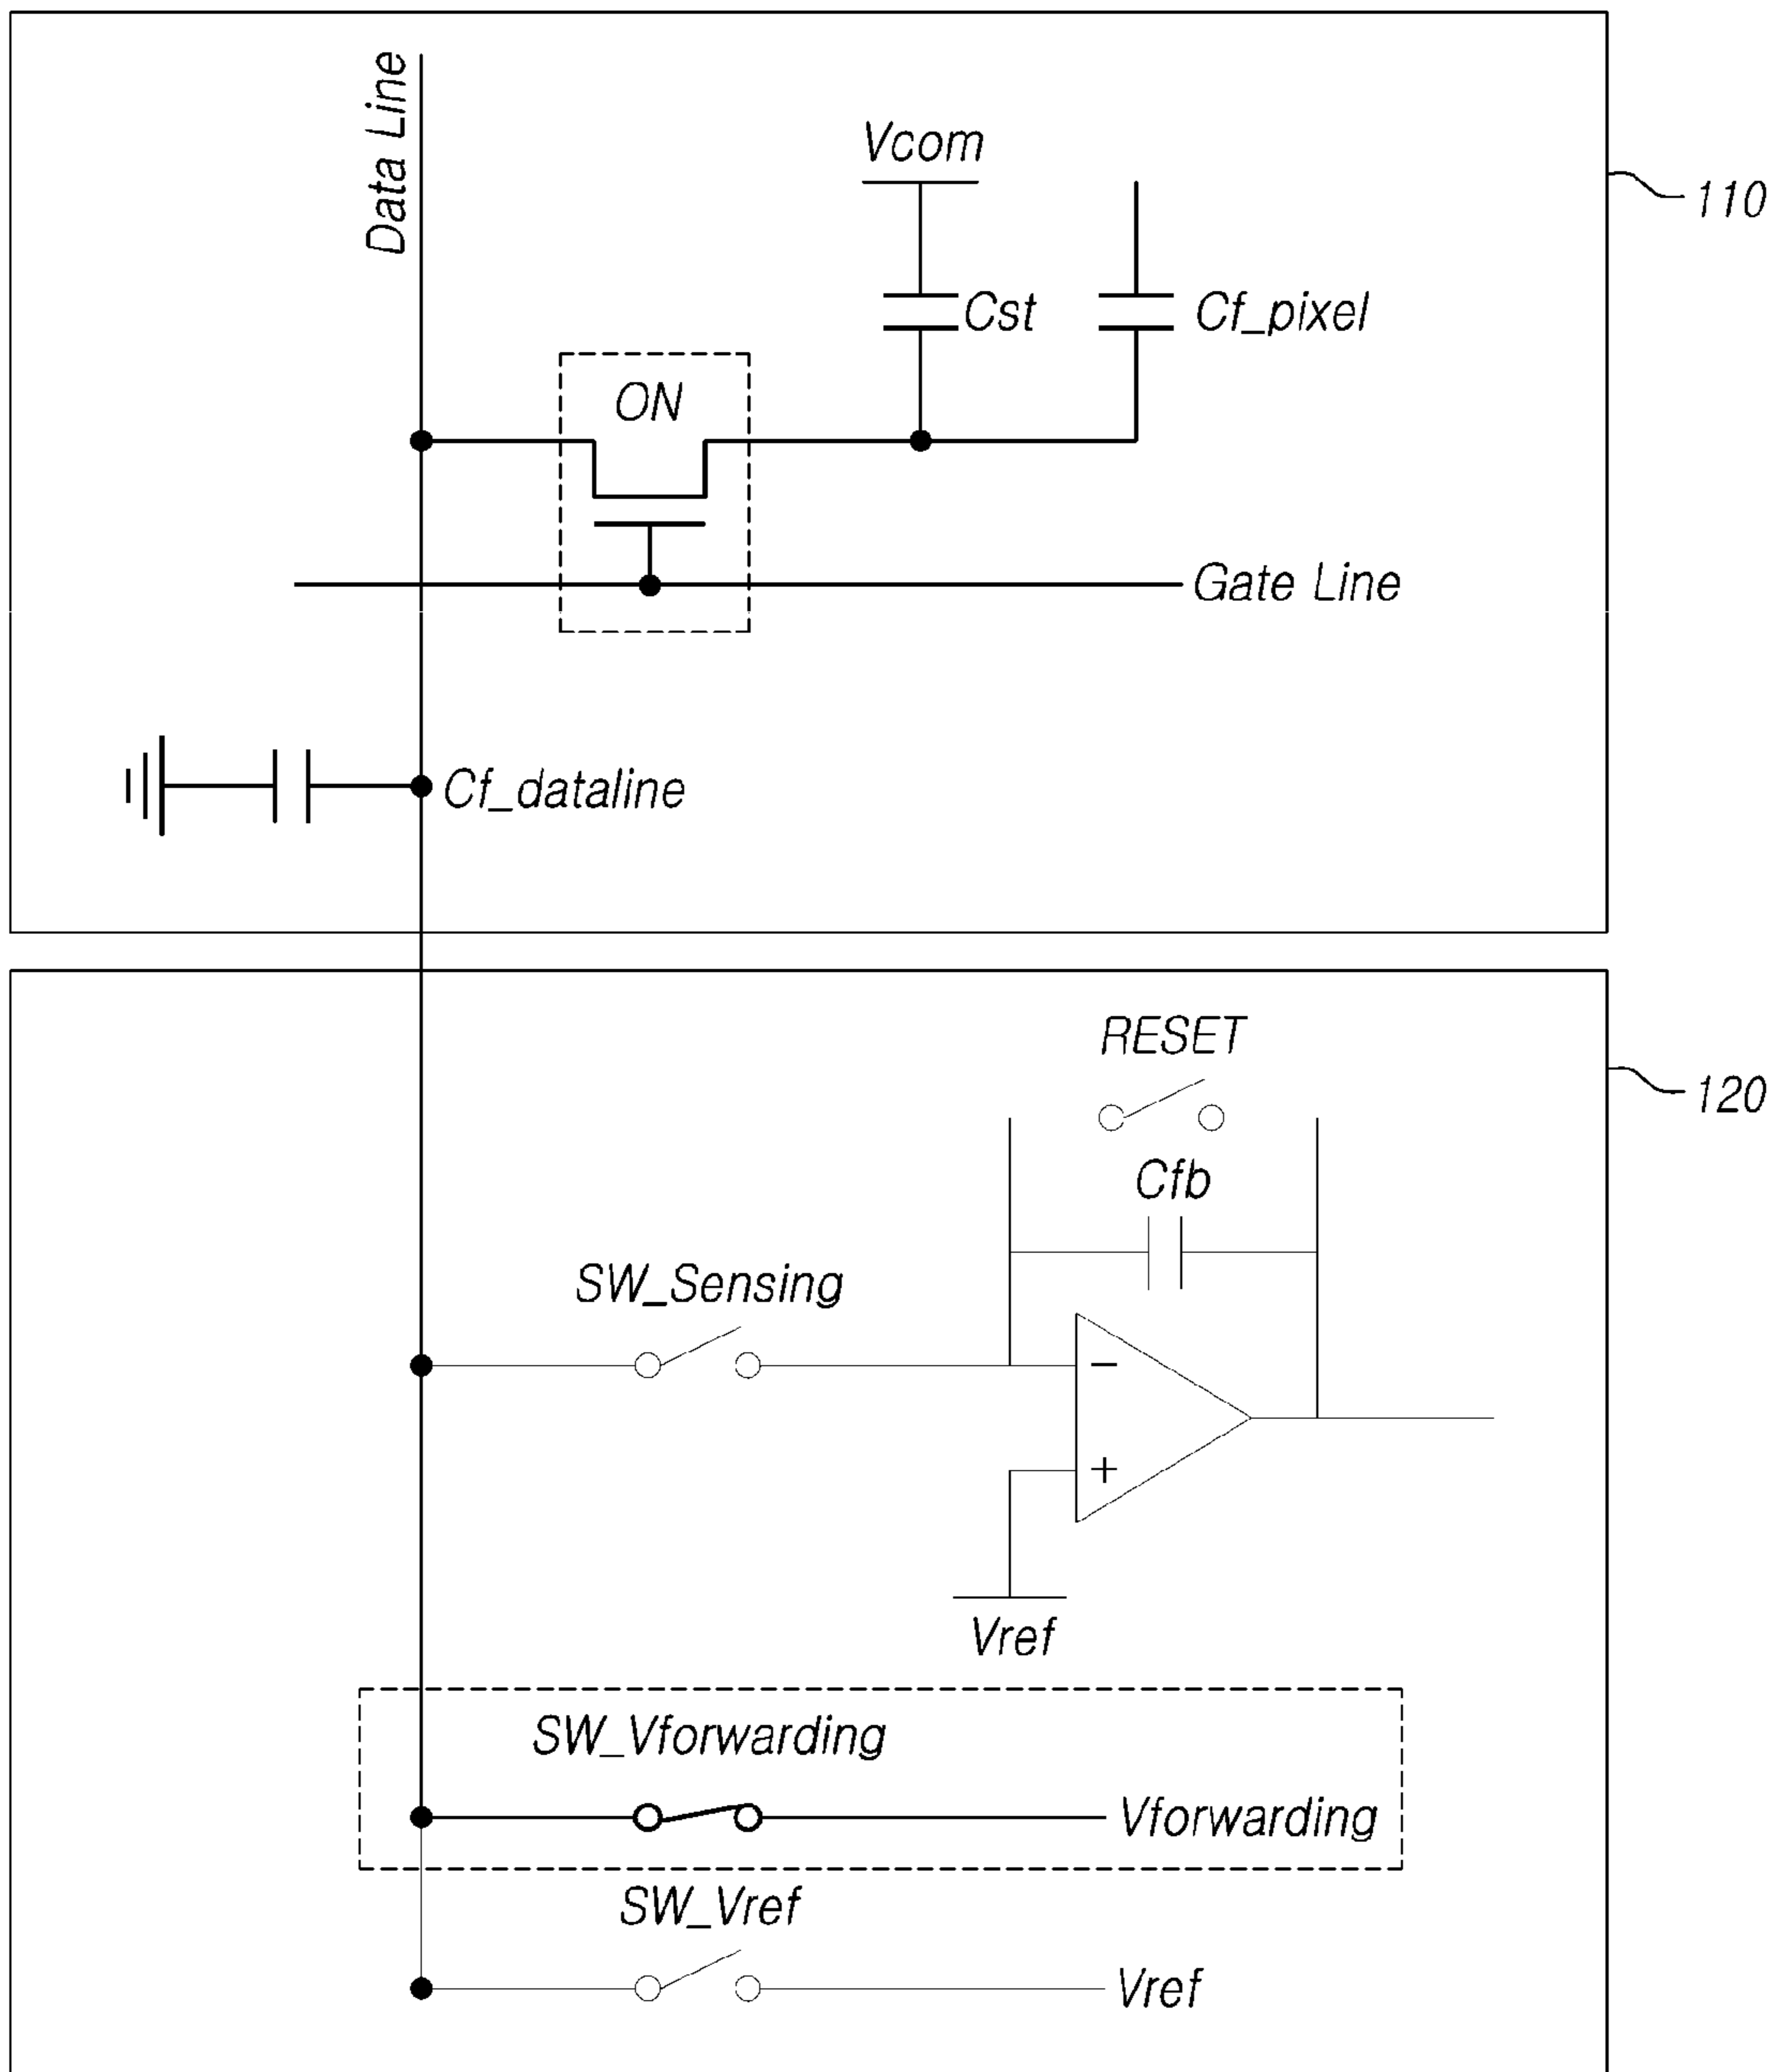 Data Line
Vcom
110
Cst
Cf_pixel
ON
Gate Line
Cf_dataline
RESET
120
Cfb
SW_Sensing
−
+
Vref
SW_Vforwarding
Vforwarding
SW_Vref
Vref